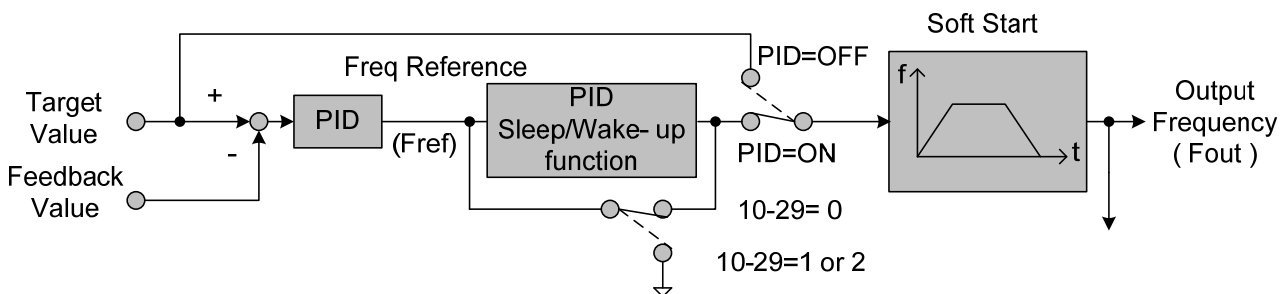 Soft Start
PID=OFF
Freq Reference
f
Target
Value
+
PID
(Fref)
PID
Sleep/Wake- up
function
Output
Frequency
( Fout )
-
PID=ON
t
Feedback
Value
10-29= 0
10-29=1 or 2